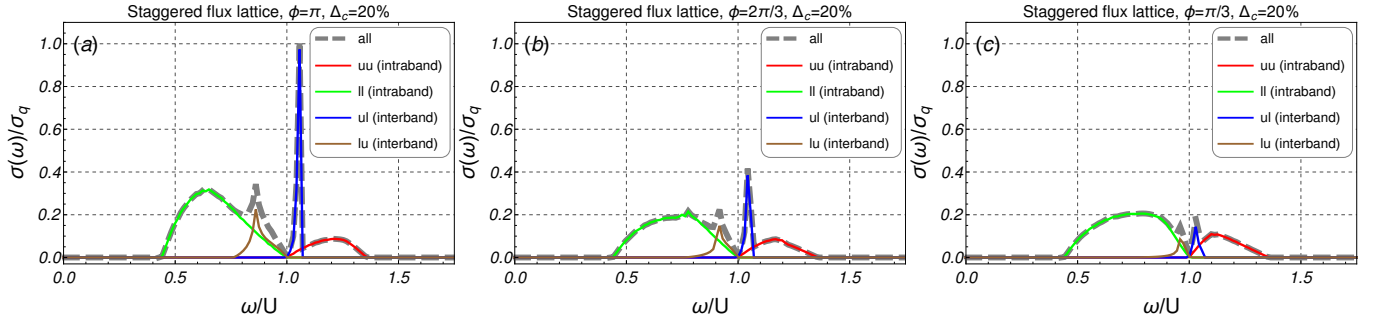 Staggered flux lattice, ϕ=π, Δc=20%
(a)
all
uu (intraband)
ll (intraband)
ul (interband)
lu (interband)
σ(ω)/σq
1.0
0.8
0.6
0.4
0.2
0.0
0.0 0.5 1.0 1.5
ω/U
Staggered flux lattice, ϕ=2π/3, Δc=20%
(b)
all
uu (intraband)
ll (intraband)
ul (interband)
lu (interband)
σ(ω)/σq
1.0
0.8
0.6
0.4
0.2
0.0
0.0 0.5 1.0 1.5
ω/U
Staggered flux lattice, ϕ=π/3, Δc=20%
(c)
all
uu (intraband)
ll (intraband)
ul (interband)
lu (interband)
σ(ω)/σq
1.0
0.8
0.6
0.4
0.2
0.0
0.0 0.5 1.0 1.5
ω/U